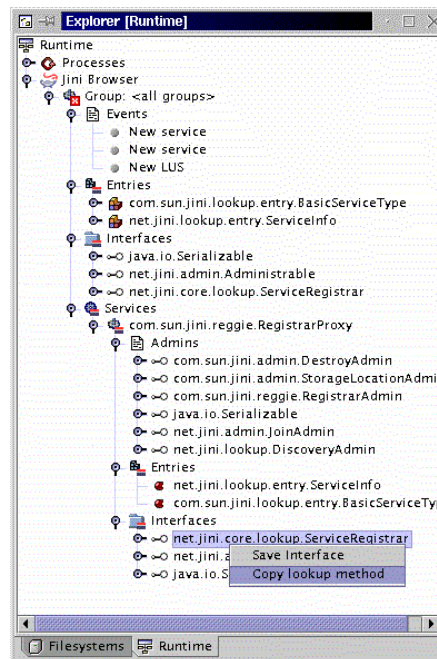 Explorer [Runtime]
Runtime
Processes
Jini Browser
Group: <all groups>
Events
New service
New service
New LUS
Entries
com.sun.jini.lookup.entry.BasicServiceType
net.jini.lookup.entry.ServiceInfo
Interfaces
java.io.Serializable
net.jini.admin.Administrable
net.jini.core.lookup.ServiceRegistrar
Services
com.sun.jini.reggie.RegistrarProxy
Admins
com.sun.jini.admin.DestroyAdmin
com.sun.jini.admin.StorageLocationAdmi
com.sun.jini.reggie.RegistrarAdmin
java.io.Serializable
net.jini.admin.JoinAdmin
net.jini.lookup.DiscoveryAdmin
Entries
net.jini.lookup.entry.ServiceInfo
com.sun.jini.lookup.entry.BasicServiceTy
Interfaces
net.jini.core.lookup.ServiceRegistrar
net.jini.a Save Interface
java.io.S Copy lookup method
Filesystems Runtime